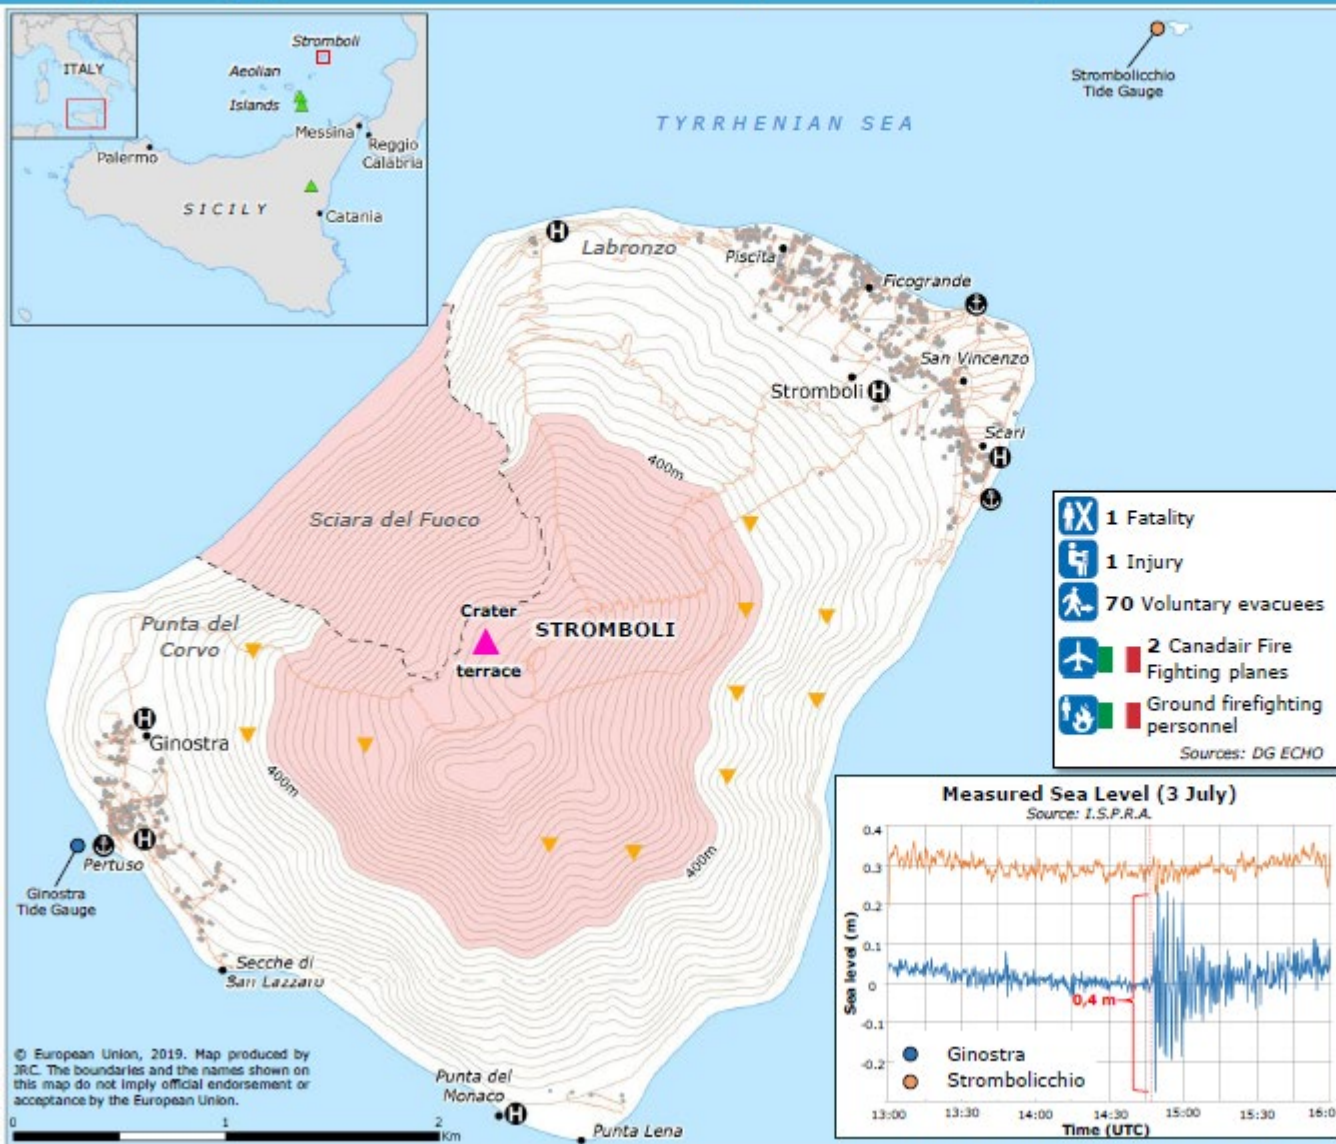 ITALY
Stromboli
Aeolian
Islands
Messina
Reggio
Calabria
Palermo
SICILY
Catania
Strombolicchio
Tide Gauge
TYRRHENIAN SEA
H
Labronzo
Piscita
Ficogrande
San Vincenzo
Stromboli H
Scari
H
400m
Sciara del Fuoco
Crater
terrace
STROMBOLI
Punta del
Corvo
H
Ginostra
400m
400m
H
Pertuso
Ginostra
Tide Gauge
Secche di
San Lazzaro
Punta del
Monaco
H
Punta Lena
1 Fatality
1 Injury
70 Voluntary evacuees
2 Canadair Fire
Fighting planes
Ground firefighting
personnel
Sources: DG ECHO
Measured Sea Level (3 July)
Source: I.S.P.R.A.
Sea level (m)
0.4
0.3
0.2
0.1
0
-0.1
-0.2
0,4 m
Ginostra
Strombolicchio
13:00 13:30 14:00 14:30 15:00 15:30 16:0
Time (UTC)
© European Union, 2019. Map produced by
JRC. The boundaries and the names shown on
this map do not imply official endorsement or
acceptance by the European Union.
0 1 2
Km